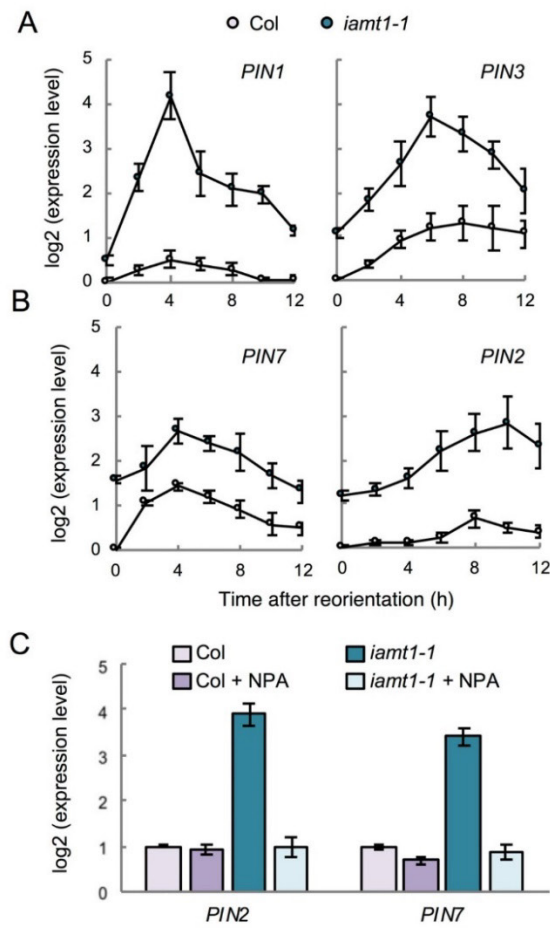 A
Col iamt1-1
log2 (expression level)
5
4
3
2
1
0
PIN1
0 4 8 12
PIN3
0 4 8 12
B
log2 (expression level)
5
4
3
2
1
0
PIN7
0 4 8 12
PIN2
0 4 8 12
Time after reorientation (h)
C
Col iamt1-1
Col + NPA iamt1-1 + NPA
log2 (expression level)
5
4
3
2
1
0
PIN2 PIN7